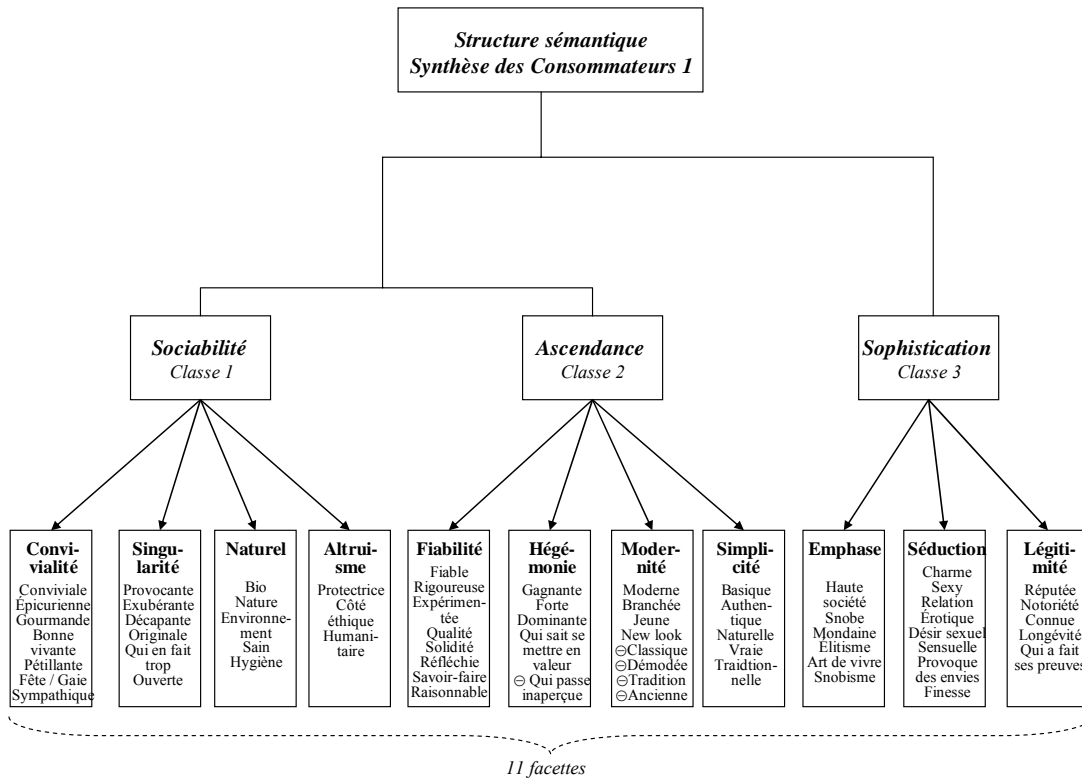 Structure sémantique
Synthèse des Consommateurs 1
Sociabilité
Classe 1
Ascendance
Classe 2
Sophistication
Classe 3
Convi-
vialité
Conviviale
Épicurienne
Gourmande
Bonne
vivante
Pétillante
Fête / Gaie
Sympathique
Singu-
larité
Provocante
Exubérante
Décapante
Originale
Qui en fait
trop
Ouverte
Naturel
Bio
Nature
Environne-
ment
Sain
Hygiène
Altrui-
sme
Protectrice
Côté
éthique
Humani-
taire
Fiabilité
Fiable
Rigoureuse
Expérimen-
tée
Qualité
Solidité
Réfléchie
Savoir-faire
Raisonnable
Hégé-
monie
Gagnante
Forte
Dominante
Qui sait se
mettre en
valeur
⊖ Qui passe
inaperçue
Moder-
nité
Moderne
Branchée
Jeune
New look
⊖Classique
⊖Démodée
⊖Tradition
⊖Ancienne
Simpli-
cité
Basique
Authen-
tique
Naturelle
Vraie
Traidtion-
nelle
Emphase
Haute
société
Snobe
Mondaine
Élitisme
Art de vivre
Snobisme
Séduction
Charme
Sexy
Relation
Érotique
Désir sexuel
Sensuelle
Provoque
des envies
Finesse
Légiti-
mité
Réputée
Notoriété
Connue
Longévité
Qui a fait
ses preuves
11 facettes